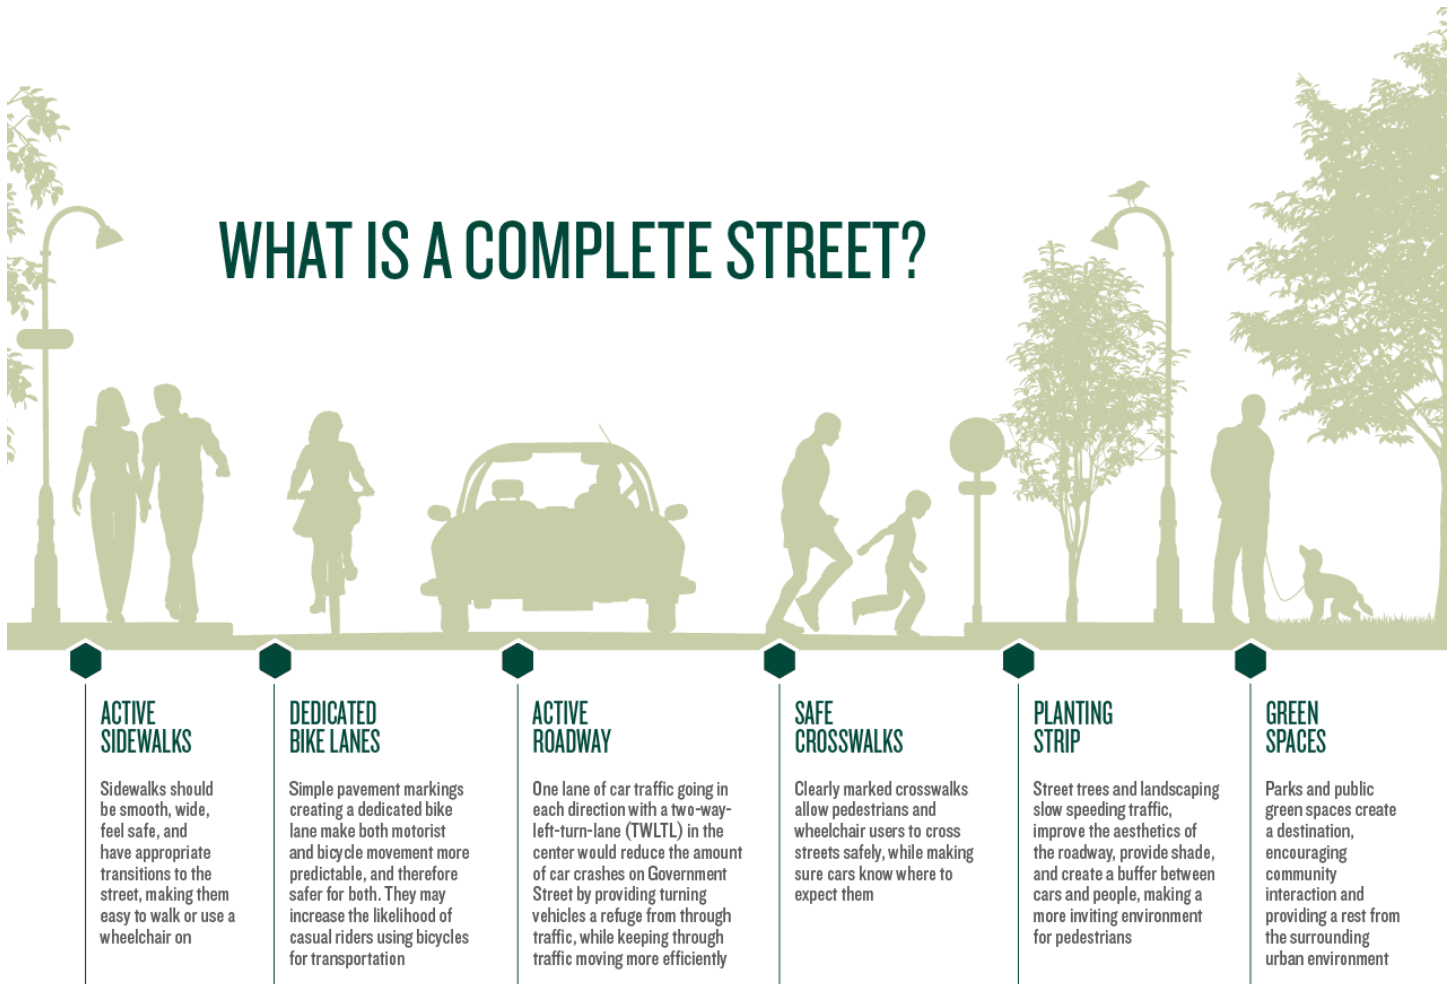 WHAT IS A COMPLETE STREET?
ACTIVE
SIDEWALKS
Sidewalks should
be smooth, wide,
feel safe, and
have appropriate
transitions to the
street, making them
easy to walk or use a
wheelchair on
DEDICATED
BIKE LANES
Simple pavement markings
creating a dedicated bike
lane make both motorist
and bicycle movement more
predictable, and therefore
safer for both. They may
increase the likelihood of
casual riders using bicycles
for transportation
ACTIVE
ROADWAY
One lane of car traffic going in
each direction with a two-way-
left-turn-lane (TWLTL) in the
center would reduce the amount
of car crashes on Government
Street by providing turning
vehicles a refuge from through
traffic, while keeping through
traffic moving more efficiently
SAFE
CROSSWALKS
Clearly marked crosswalks
allow pedestrians and
wheelchair users to cross
streets safely, while making
sure cars know where to
expect them
PLANTING
STRIP
Street trees and landscaping
slow speeding traffic,
improve the aesthetics of
the roadway, provide shade,
and create a buffer between
cars and people, making a
more inviting environment
for pedestrians
GREEN
SPACES
Parks and public
green spaces create
a destination,
encouraging
community
interaction and
providing a rest from
the surrounding
urban environment